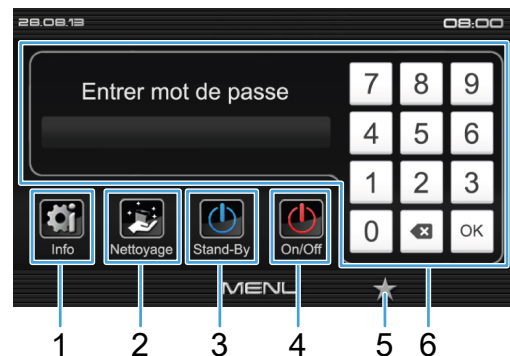 28.08.13 08:00
Entrer mot de passe
7 8 9
4 5 6
1 2 3
0 OK
Info Nettoyage Stand-By On/Off
MENU
1 2 3 4 5 6